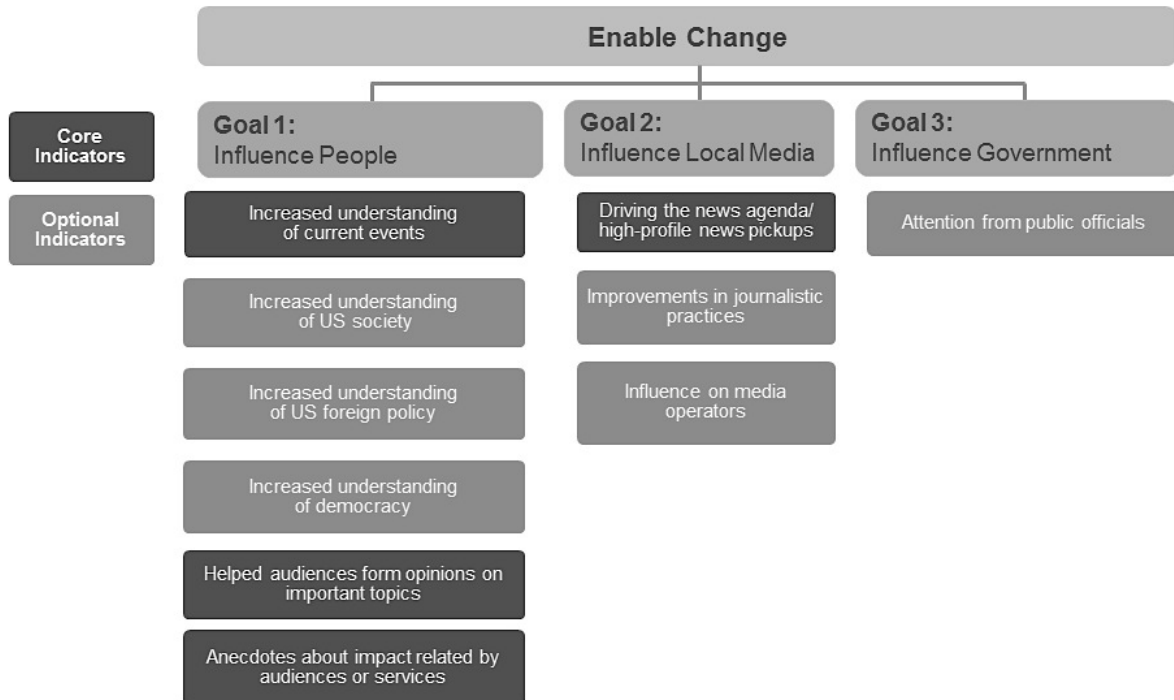 Enable Change
Core
Indicators
Optional
Indicators
Goal 1:
Influence People
Increased understanding
of current events
Increased understanding
of US society
Increased understanding
of US foreign policy
Increased understanding
of democracy
Helped audiences form opinions on
important topics
Anecdotes about impact related by
audiences or services
Goal 2:
Influence Local Media
Driving the news agenda/
high-profile news pickups
Improvements in journalistic
practices
Influence on media
operators
Goal 3:
Influence Government
Attention from public officials